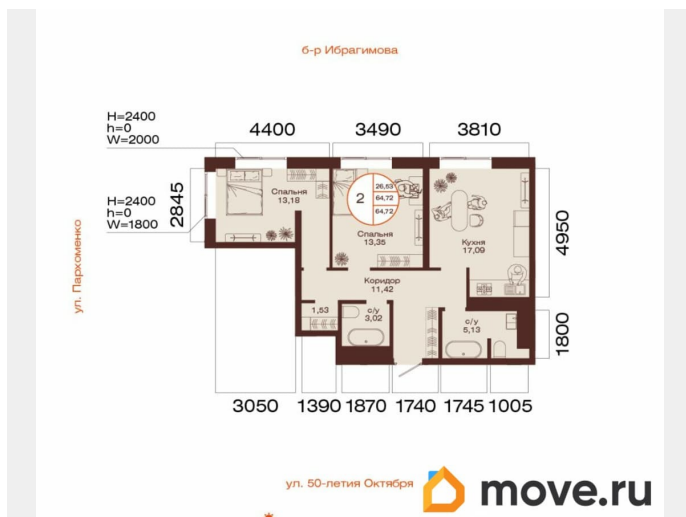 б-р Ибрагимова
H=2400
h=0
W=2000
4400
3490
3810
H=2400
h=0
W=1800
2845
ул. Пархоменко
Спальня
13,18
2
26,53
64,72
64,72
Спальня
13,35
Кухня
17,09
4950
Коридор
11,42
1,53
с/у
3,02
с/у
5,13
1800
3050
1390
1870
1740
1745
1005
ул. 50-летия Октября
move.ru